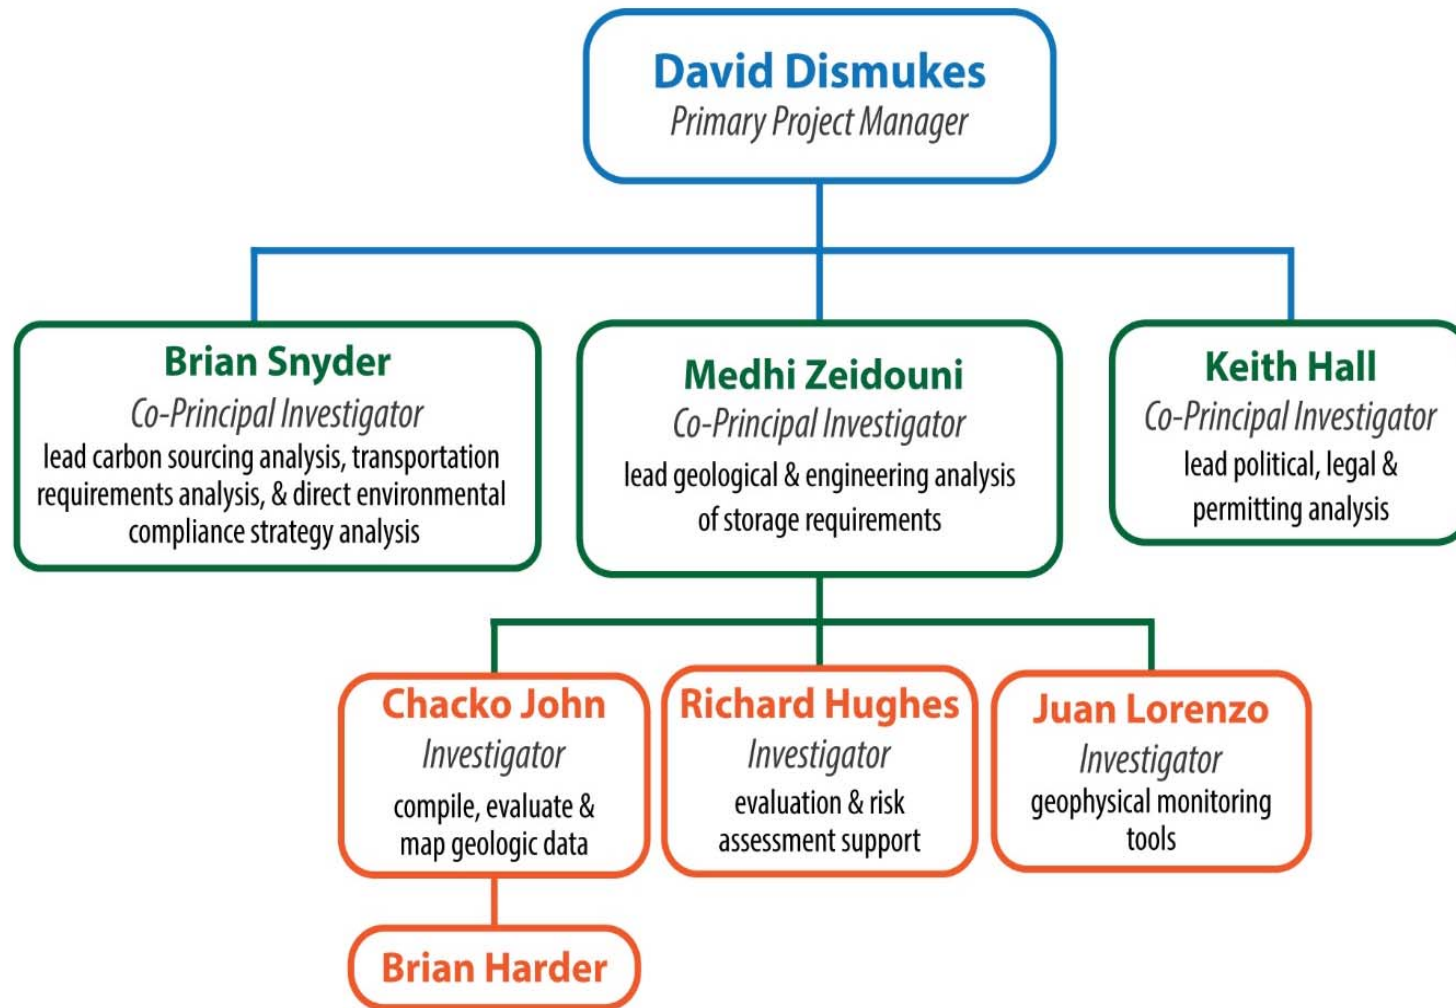 David Dismukes
Primary Project Manager
Brian Snyder
Co-Principal Investigator
lead carbon sourcing analysis, transportation
requirements analysis, & direct environmental
compliance strategy analysis
Medhi Zeidouni
Co-Principal Investigator
lead geological & engineering analysis
of storage requirements
Keith Hall
Co-Principal Investigator
lead political, legal &
permitting analysis
Chacko John
Investigator
compile, evaluate &
map geologic data
Richard Hughes
Investigator
evaluation & risk
assessment support
Juan Lorenzo
Investigator
geophysical monitoring
tools
Brian Harder